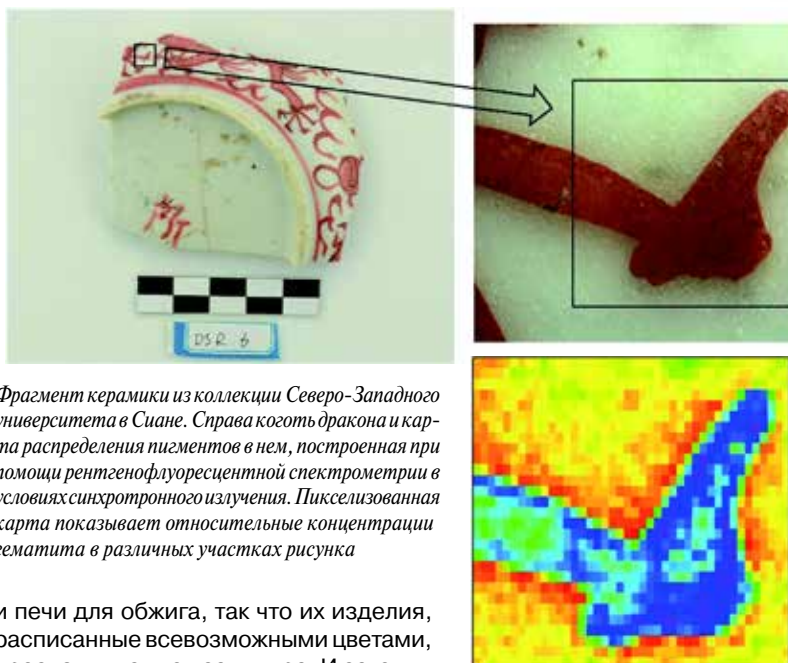 DSR 6
Фрагмент керамики из коллекции Северо-Западного
университета в Сиане. Справа коготь дракона и кар-
та распределения пигментов в нем, построенная при
помощи рентгенофлуоресцентной спектрометрии в
условиях синхротронного излучения. Пикселизованная
карта показывает относительные концентрации
гематита в различных участках рисунка
и печи для обжига, так что их изделия,
расписанные всевозможными цветами,